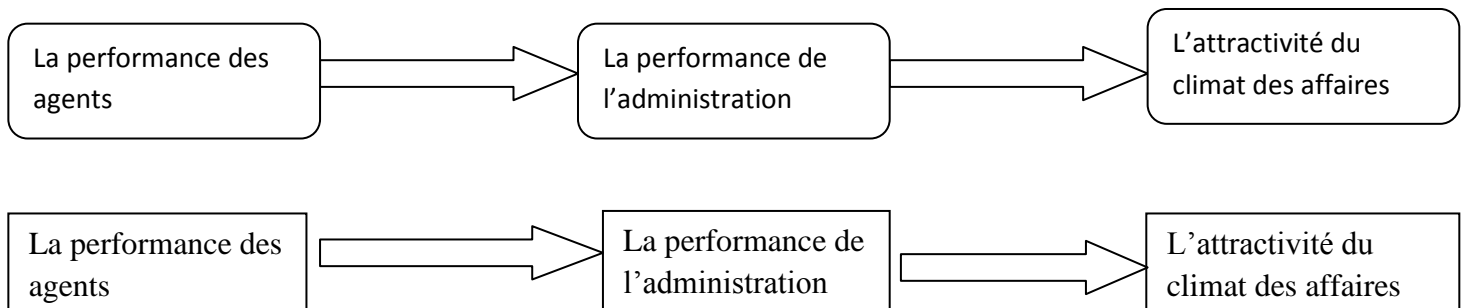 La performance des
agents
La performance de
l’administration
L’attractivité du
climat des affaires
La performance des
agents
La performance de
l’administration
L’attractivité du
climat des affaires